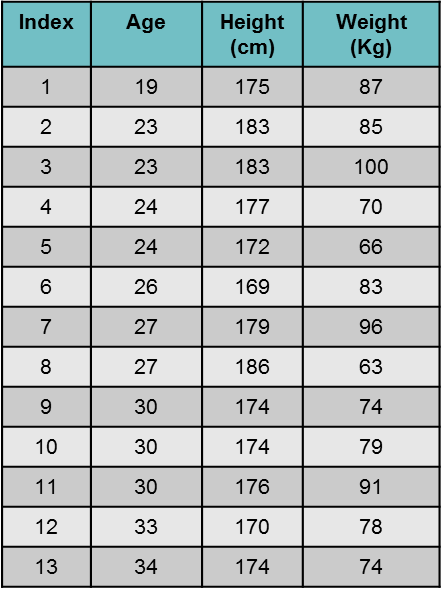 Index Age Height (cm) Weight (Kg)
1 19 175 87
2 23 183 85
3 23 183 100
4 24 177 70
5 24 172 66
6 26 169 83
7 27 179 96
8 27 186 63
9 30 174 74
10 30 174 79
11 30 176 91
12 33 170 78
13 34 174 74